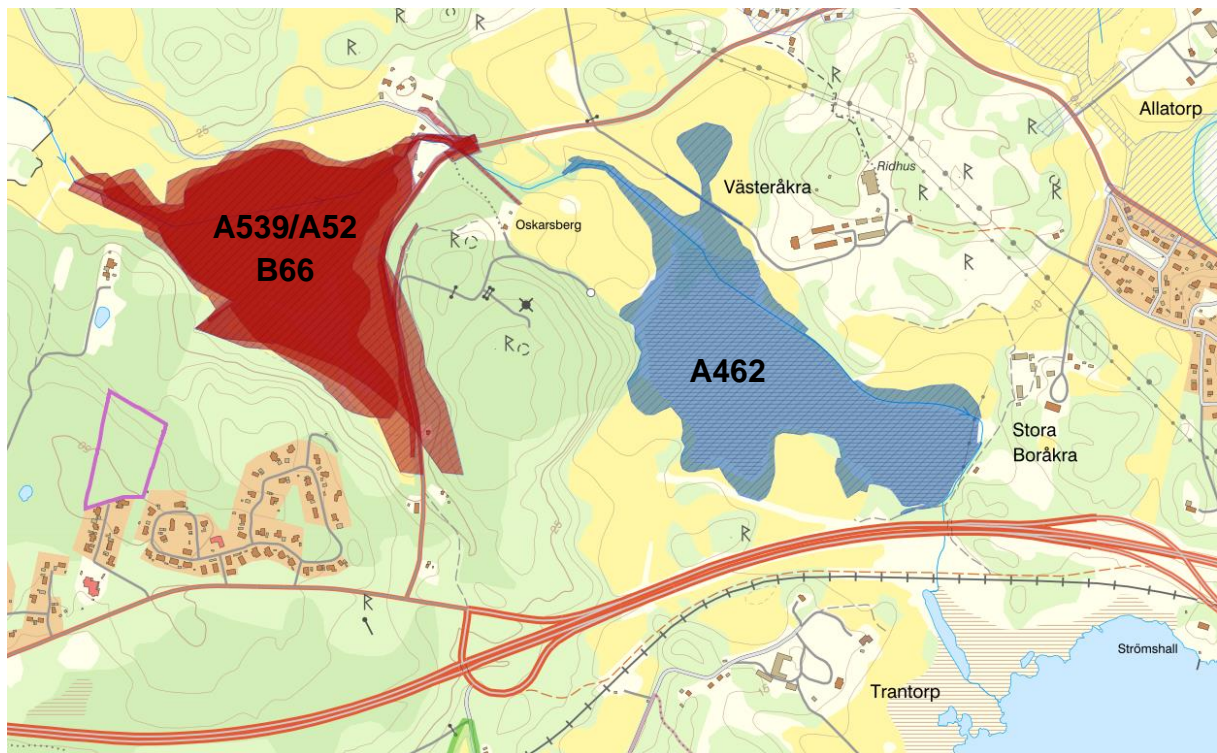 Allatorp
Ridhus
Västeråkra
A539/A52
B66
Oskarsberg
A462
Stora
Boråkra
Strömshall
Trantorp